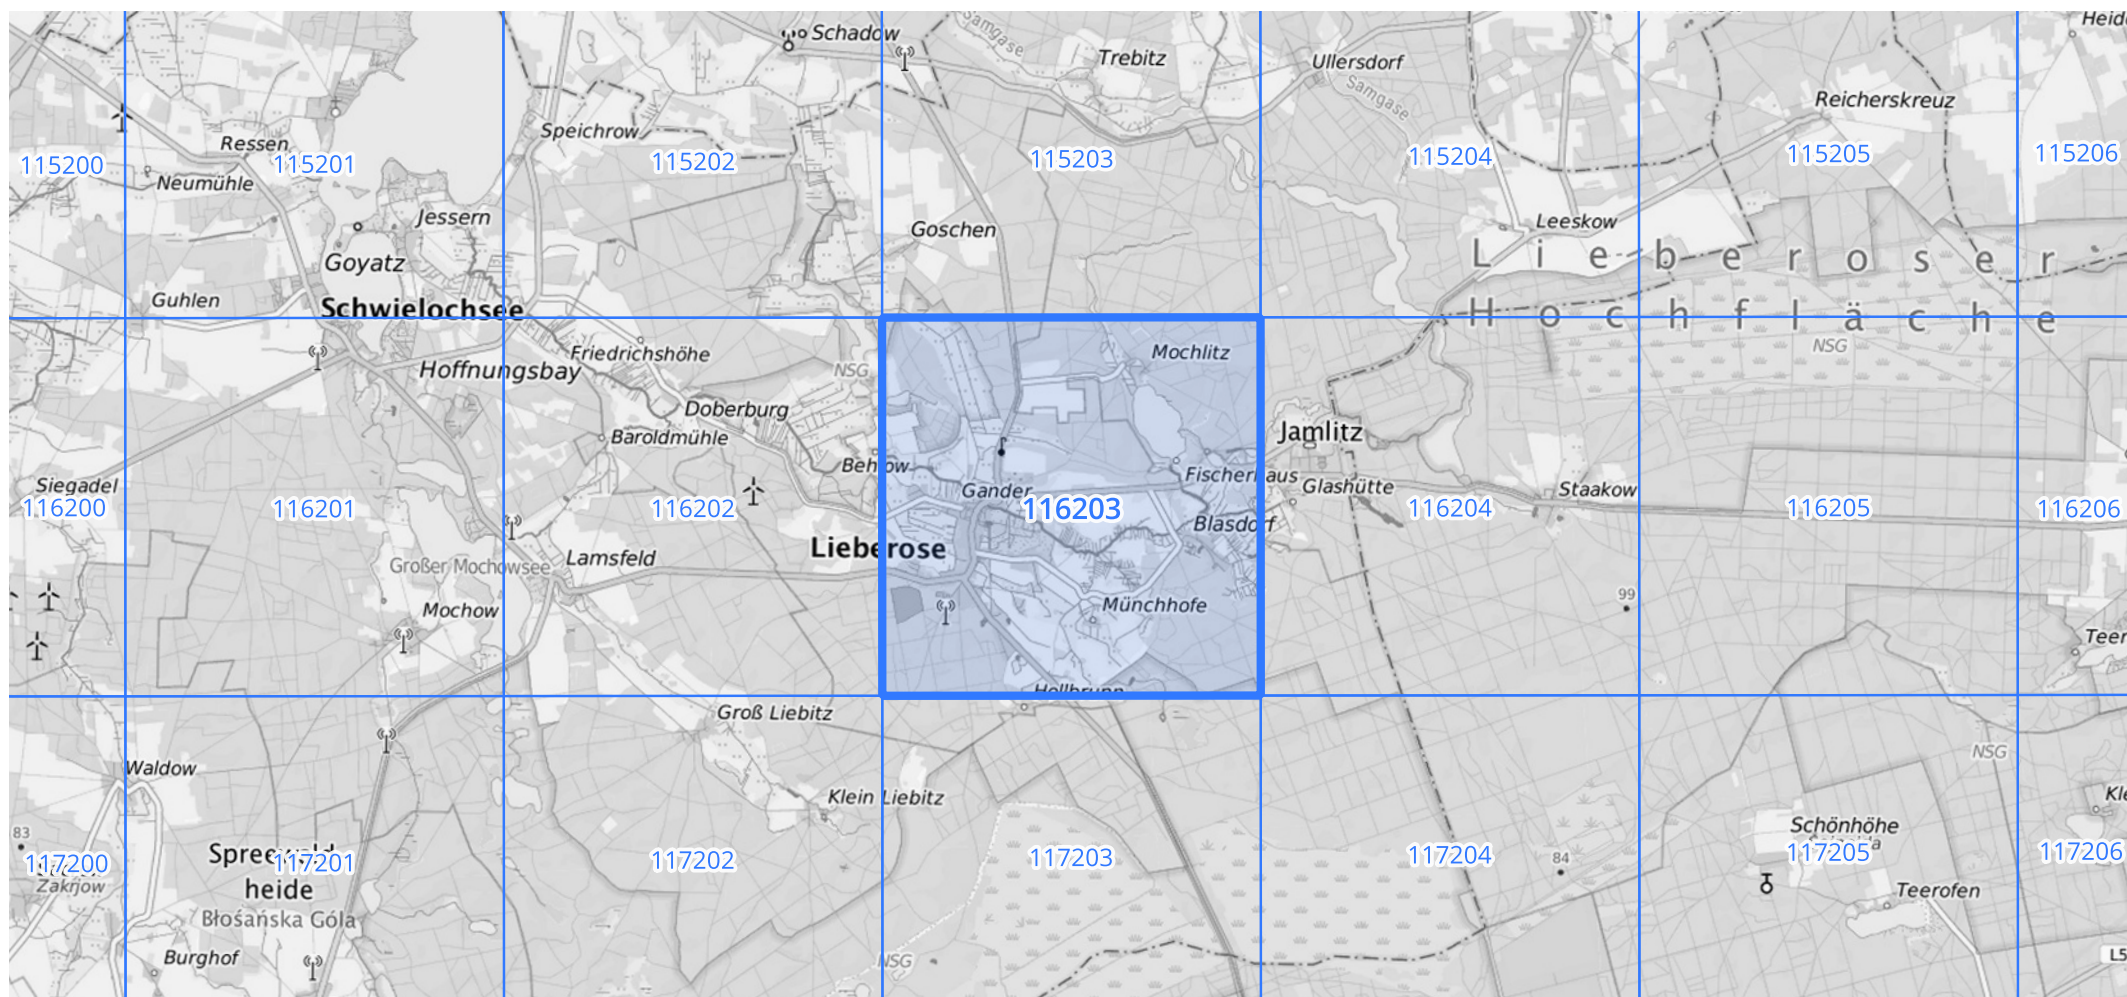 Samgase
Schadow
Trebitz
Ullersdorf
Samgase
Reicherskreuz
Ressen
Speichrow
115200
115201
115202
115203
115204
115205
115206
Neumühle
Jessern
Goschen
Leeskow
Goyatz
Lieberoser
Guhlen
Schwielochsee
Hochfläche
Friedrichshöhe
Mochlitz
NSG
Hoffnungsbay
NSG
Doberburg
Baroldmühle
Jamlitz
Behlow
Fischerhaus
Siegadel
Gander
Glashütte
Staakow
116200
116201
116202
116203
116204
116205
116206
Blasdorf
Lieberose
Großer Mochowsee
Lamsfeld
99
Mochow
Münchhofe
Hollbrunn
Groß Liebitz
NSG
Waldow
Klein Liebitz
83
Schönhöhe
Spreewald
heide
84
117200
117201
117202
117203
117204
117205
117206
Zakrjow
Teerofen
Błośańska Góla
Burghof
NSG
L5